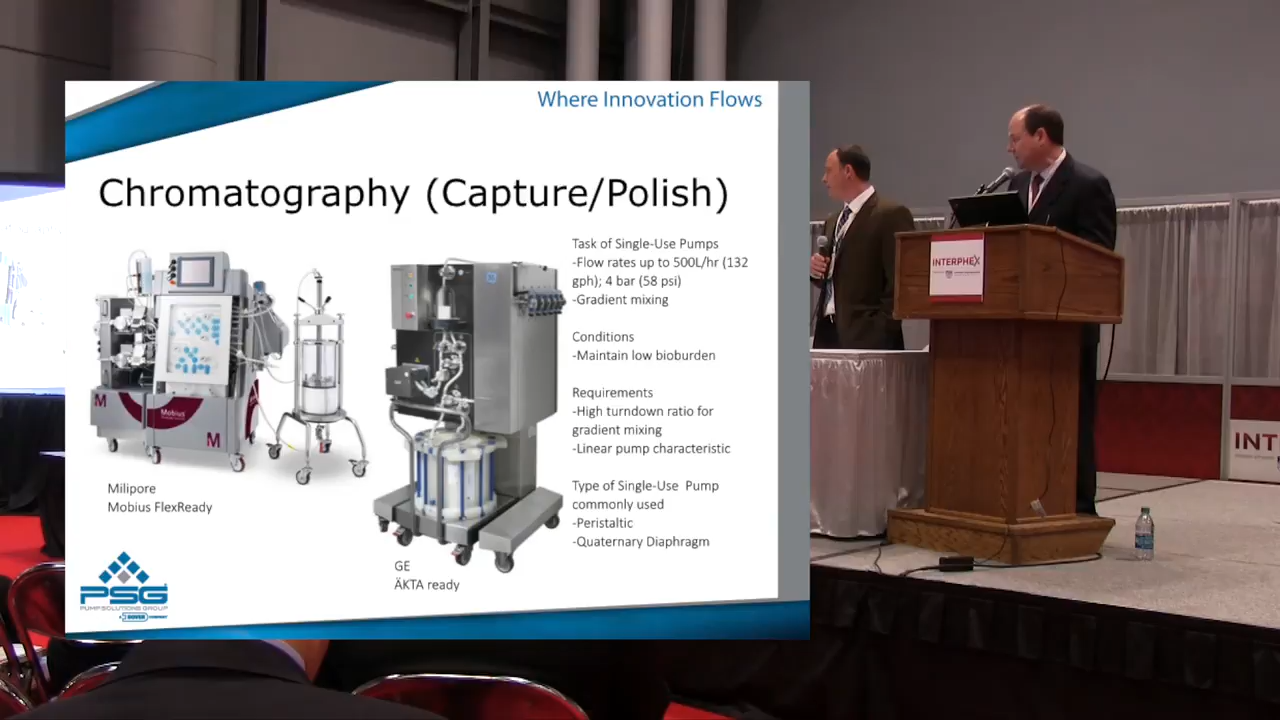 Where Innovation Flows
Chromatography (Capture/Polish)
Task of Single-Use Pumps
-Flow rates up to 500L/hr (132
gph); 4 bar (58 psi)
-Gradient mixing
Conditions
-Maintain low bioburden
Requirements
-High turndown ratio for
gradient mixing
-Linear pump characteristic
Type of Single-Use Pump
commonly used
-Peristaltic
-Quaternary Diaphragm
M
Mobius
M
Milipore
Mobius FlexReady
GE
ÄKTA ready
PSG
PUMP SOLUTIONS GROUP
DOVER COMPANY
INTERPHEX
INT